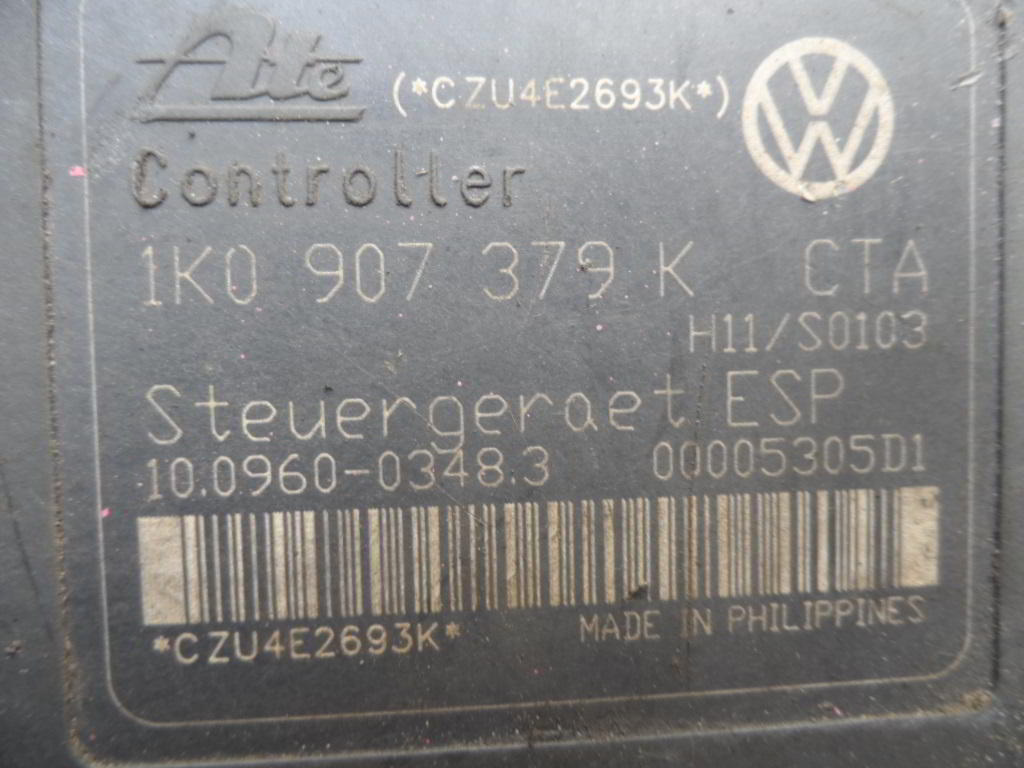 Ate (*CZU4E2693K*)
Controller
1K0 907 379 K CTA
H11/S0103
Steuergeraet ESP
10.0960-0348.3 00005305D1
*CZU4E2693K* MADE IN PHILIPPINES